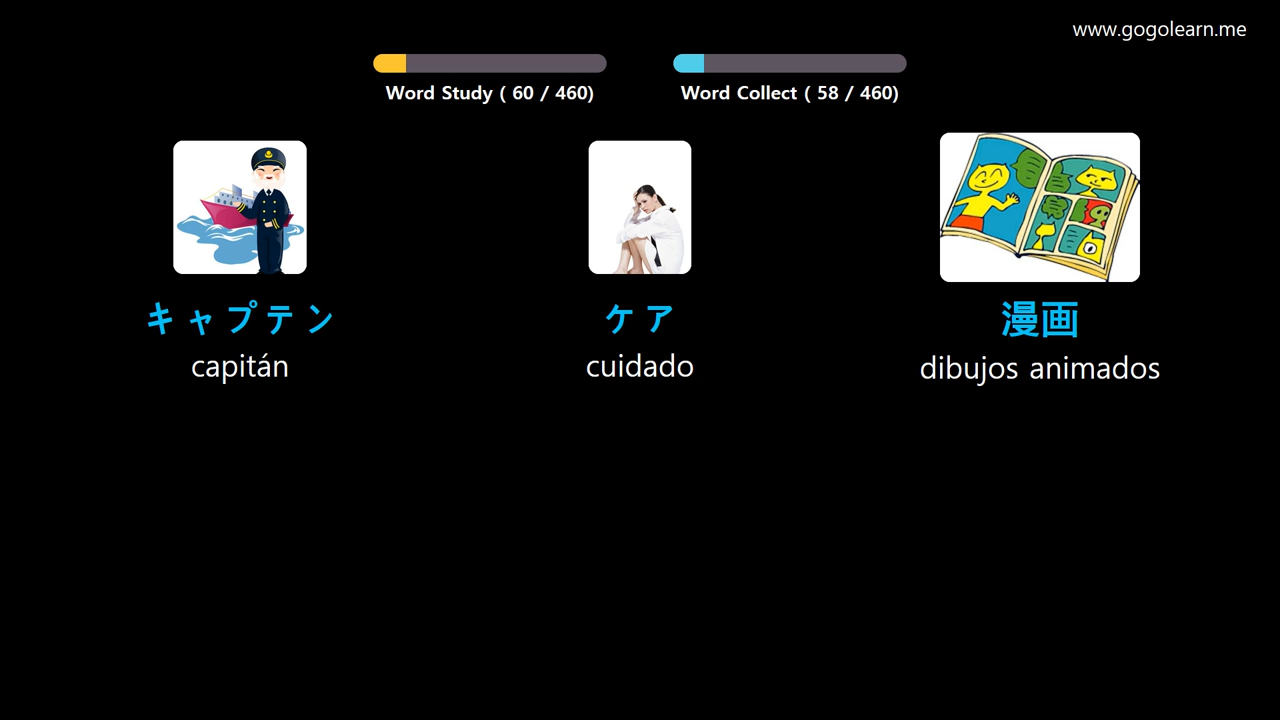 www.gogolearn.me
Word Study ( 60 / 460)
Word Collect ( 58 / 460)
キャプテン
ケア
漫画
capitán
cuidado
dibujos animados